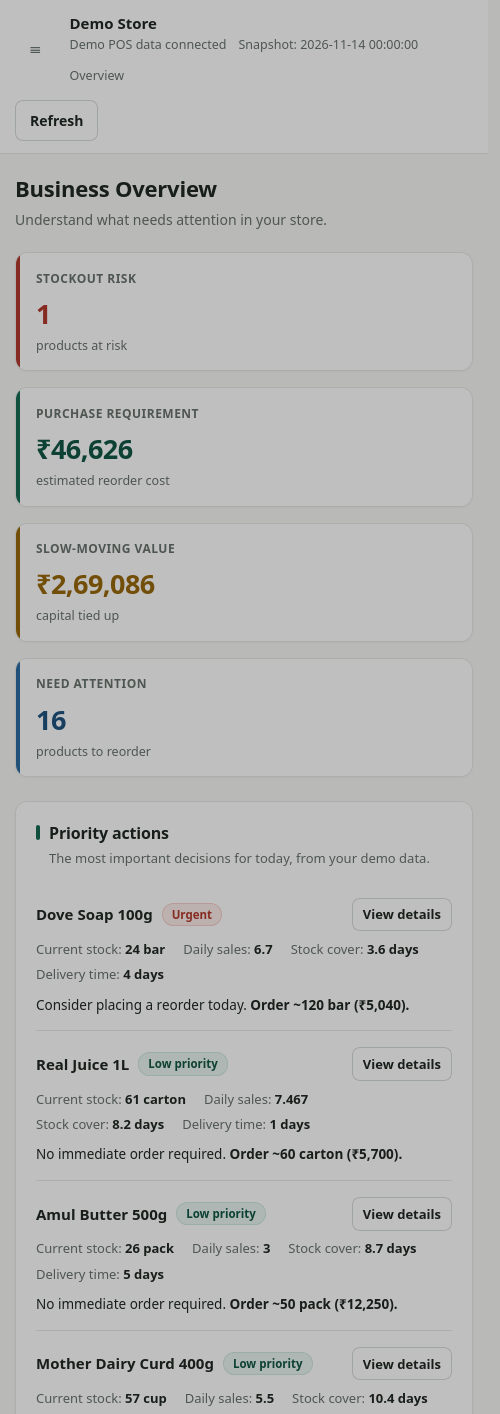 Demo Store
Demo POS data connected Snapshot: 2026-11-14 00:00:00
≡
Overview
Refresh
Business Overview
Understand what needs attention in your store.
STOCKOUT RISK
1
products at risk
PURCHASE REQUIREMENT
₹46,626
estimated reorder cost
SLOW-MOVING VALUE
₹2,69,086
capital tied up
NEED ATTENTION
16
products to reorder
Priority actions
The most important decisions for today, from your demo data.
Dove Soap 100g Urgent View details
Current stock: 24 bar Daily sales: 6.7 Stock cover: 3.6 days
Delivery time: 4 days
Consider placing a reorder today. Order ~120 bar (₹5,040).
Real Juice 1L Low priority View details
Current stock: 61 carton Daily sales: 7.467
Stock cover: 8.2 days Delivery time: 1 days
No immediate order required. Order ~60 carton (₹5,700).
Amul Butter 500g Low priority View details
Current stock: 26 pack Daily sales: 3 Stock cover: 8.7 days
Delivery time: 5 days
No immediate order required. Order ~50 pack (₹12,250).
Mother Dairy Curd 400g Low priority View details
Current stock: 57 cup Daily sales: 5.5 Stock cover: 10.4 days